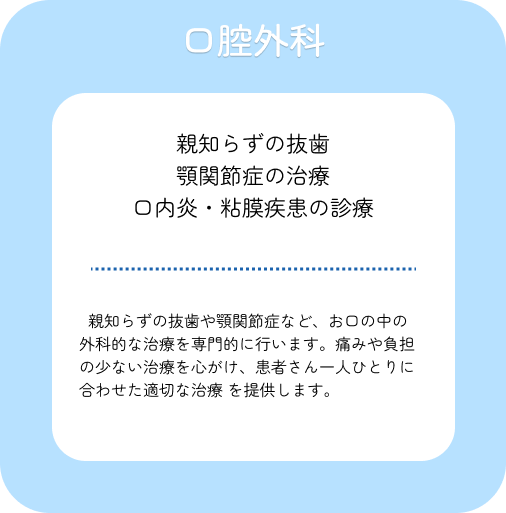 口腔外科
親知らずの抜歯
顎関節症の治療
口内炎・粘膜疾患の診療
親知らずの抜歯や顎関節症など、お口の中の
外科的な治療を専門的に行います。痛みや負担
の少ない治療を心がけ、患者さん一人ひとりに
合わせた適切な治療 を提供します。